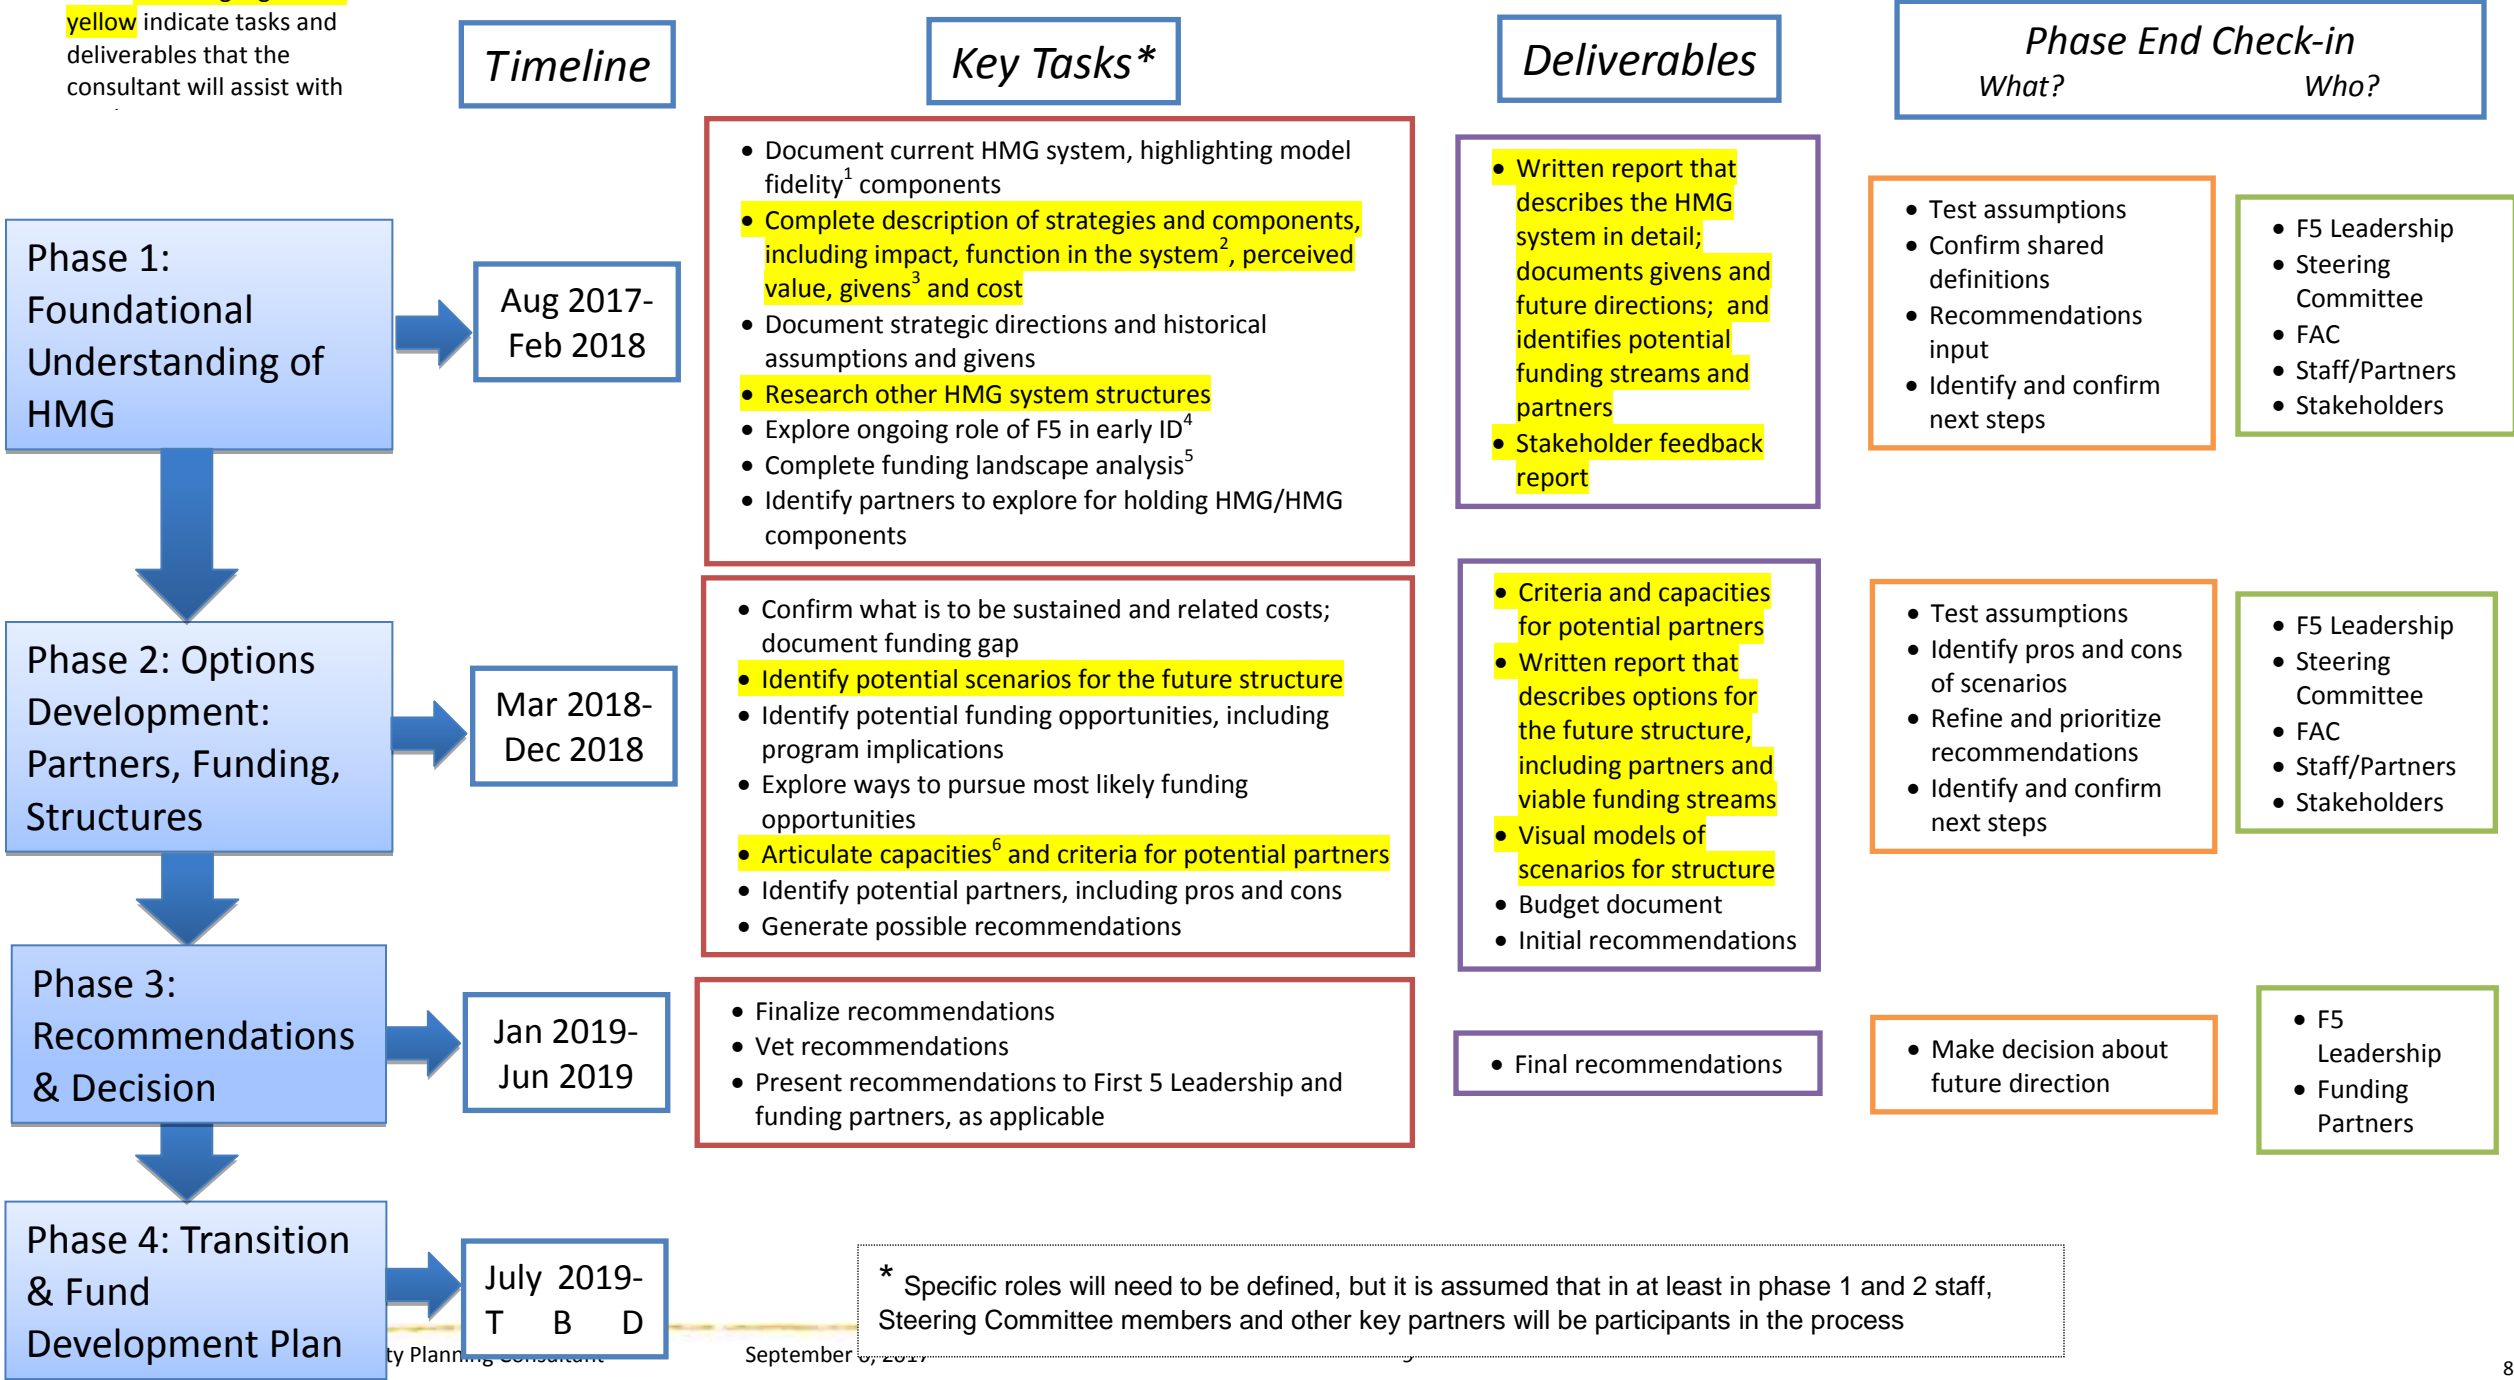 yellow indicate tasks and
deliverables that the
consultant will assist with
Timeline
Key Tasks*
Deliverables
Phase End Check-in
What? Who?
Phase 1:
Foundational
Understanding of
HMG
Aug 2017-
Feb 2018
• Document current HMG system, highlighting model
fidelity¹ components
• Complete description of strategies and components,
including impact, function in the system², perceived
value, givens³ and cost
• Document strategic directions and historical
assumptions and givens
• Research other HMG system structures
• Explore ongoing role of F5 in early ID⁴
• Complete funding landscape analysis⁵
• Identify partners to explore for holding HMG/HMG
components
• Written report that
describes the HMG
system in detail;
documents givens and
future directions; and
identifies potential
funding streams and
partners
• Stakeholder feedback
report
• Test assumptions
• Confirm shared
definitions
• Recommendations
input
• Identify and confirm
next steps
• F5 Leadership
• Steering
Committee
• FAC
• Staff/Partners
• Stakeholders
Phase 2: Options
Development:
Partners, Funding,
Structures
Mar 2018-
Dec 2018
• Confirm what is to be sustained and related costs;
document funding gap
• Identify potential scenarios for the future structure
• Identify potential funding opportunities, including
program implications
• Explore ways to pursue most likely funding
opportunities
• Articulate capacities⁶ and criteria for potential partners
• Identify potential partners, including pros and cons
• Generate possible recommendations
• Criteria and capacities
for potential partners
• Written report that
describes options for
the future structure,
including partners and
viable funding streams
• Visual models of
scenarios for structure
• Budget document
• Initial recommendations
• Test assumptions
• Identify pros and cons
of scenarios
• Refine and prioritize
recommendations
• Identify and confirm
next steps
• F5 Leadership
• Steering
Committee
• FAC
• Staff/Partners
• Stakeholders
Phase 3:
Recommendations
& Decision
Jan 2019-
Jun 2019
• Finalize recommendations
• Vet recommendations
• Present recommendations to First 5 Leadership and
funding partners, as applicable
• Final recommendations
• Make decision about
future direction
• F5
Leadership
• Funding
Partners
Phase 4: Transition
& Fund
Development Plan
July 2019-
T B D
* Specific roles will need to be defined, but it is assumed that in at least in phase 1 and 2 staff,
Steering Committee members and other key partners will be participants in the process
ty Planning Consultant September 6, 2017
8